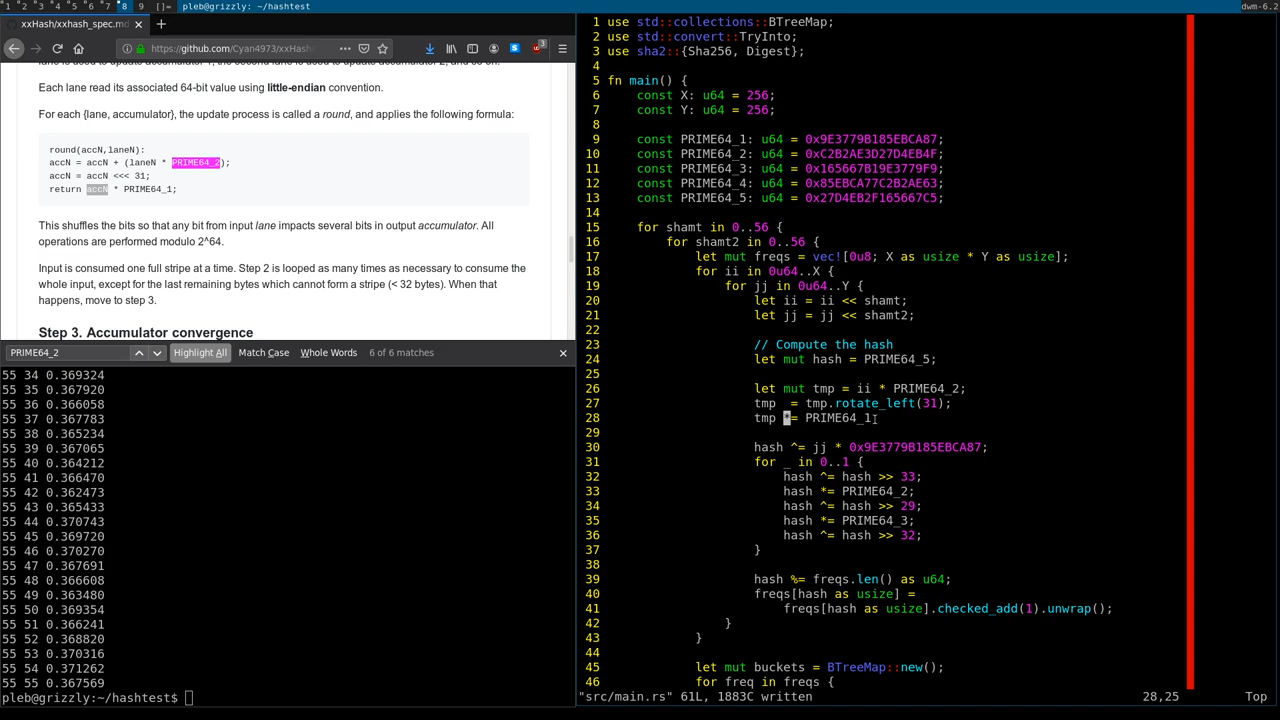 1 2 3 4 5 6 7 8 9 []= pleb@grizzly: ~/hashtest dwm-6.2
xxHash/xxhash_spec.md
https://github.com/Cyan4973/xxHash
Each lane read its associated 64-bit value using little-endian convention.
For each {lane, accumulator}, the update process is called a round, and applies the following formula:
round(accN,laneN):
accN = accN + (laneN * PRIME64_2);
accN = accN <<< 31;
return accN * PRIME64_1;
This shuffles the bits so that any bit from input lane impacts several bits in output accumulator. All
operations are performed modulo 2^64.
Input is consumed one full stripe at a time. Step 2 is looped as many times as necessary to consume the
whole input, except for the last remaining bytes which cannot form a stripe (< 32 bytes). When that
happens, move to step 3.
Step 3. Accumulator convergence
PRIME64_2 Highlight All Match Case Whole Words 6 of 6 matches
55 34 0.369324
55 35 0.367920
55 36 0.366058
55 37 0.367783
55 38 0.365234
55 39 0.367065
55 40 0.364212
55 41 0.366470
55 42 0.362473
55 43 0.365433
55 44 0.370743
55 45 0.369720
55 46 0.370270
55 47 0.367691
55 48 0.366608
55 49 0.363480
55 50 0.369354
55 51 0.366241
55 52 0.368820
55 53 0.370316
55 54 0.371262
55 55 0.367569
pleb@grizzly:~/hashtest$
1 use std::collections::BTreeMap;
2 use std::convert::TryInto;
3 use sha2::{Sha256, Digest};
4
5 fn main() {
6 const X: u64 = 256;
7 const Y: u64 = 256;
8
9 const PRIME64_1: u64 = 0x9E3779B185EBCA87;
10 const PRIME64_2: u64 = 0xC2B2AE3D27D4EB4F;
11 const PRIME64_3: u64 = 0x165667B19E3779F9;
12 const PRIME64_4: u64 = 0x85EBCA77C2B2AE63;
13 const PRIME64_5: u64 = 0x27D4EB2F165667C5;
14
15 for shamt in 0..56 {
16 for shamt2 in 0..56 {
17 let mut freqs = vec![0u8; X as usize * Y as usize];
18 for ii in 0u64..X {
19 for jj in 0u64..Y {
20 let ii = ii << shamt;
21 let jj = jj << shamt2;
22
23 // Compute the hash
24 let mut hash = PRIME64_5;
25
26 let mut tmp = ii * PRIME64_2;
27 tmp  = tmp.rotate_left(31);
28 tmp *= PRIME64_1;
29
30 hash ^= jj * 0x9E3779B185EBCA87;
31 for _ in 0..1 {
32 hash ^= hash >> 33;
33 hash *= PRIME64_2;
34 hash ^= hash >> 29;
35 hash *= PRIME64_3;
36 hash ^= hash >> 32;
37 }
38
39 hash %= freqs.len() as u64;
40 freqs[hash as usize] =
41 freqs[hash as usize].checked_add(1).unwrap();
42 }
43 }
44
45 let mut buckets = BTreeMap::new();
46 for freq in freqs {
"src/main.rs" 61L, 1883C written 28,25 Top